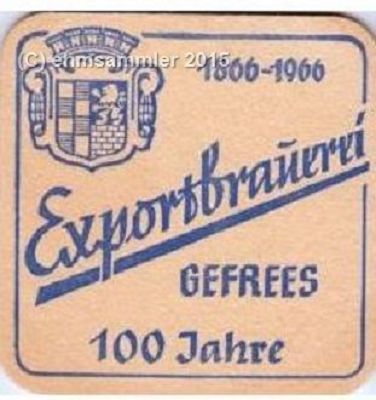 (C) ehmsammler 2015
1866-1966
Exportbrauerei
GEFREES
100 Jahre